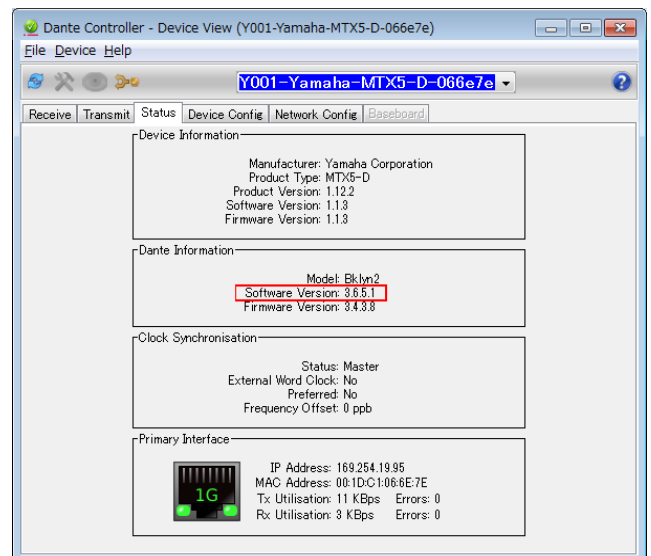 Dante Controller - Device View (Y001-Yamaha-MTX5-D-066e7e)
File Device Help
Y001-Yamaha-MTX5-D-066e7e
Receive Transmit Status Device Config Network Config Baseboard
Device Information
Manufacturer: Yamaha Corporation
Product Type: MTX5-D
Product Version: 1.12.2
Software Version: 1.1.3
Firmware Version: 1.1.3
Dante Information
Model: Bklyn2
Software Version: 3.6.5.1
Firmware Version: 3.4.3.8
Clock Synchronisation
Status: Master
External Word Clock: No
Preferred: No
Frequency Offset: 0 ppb
Primary Interface
1G
IP Address: 169.254.19.95
MAC Address: 00:1D:C1:06:6E:7E
Tx Utilisation: 11 KBps Errors: 0
Rx Utilisation: 3 KBps Errors: 0